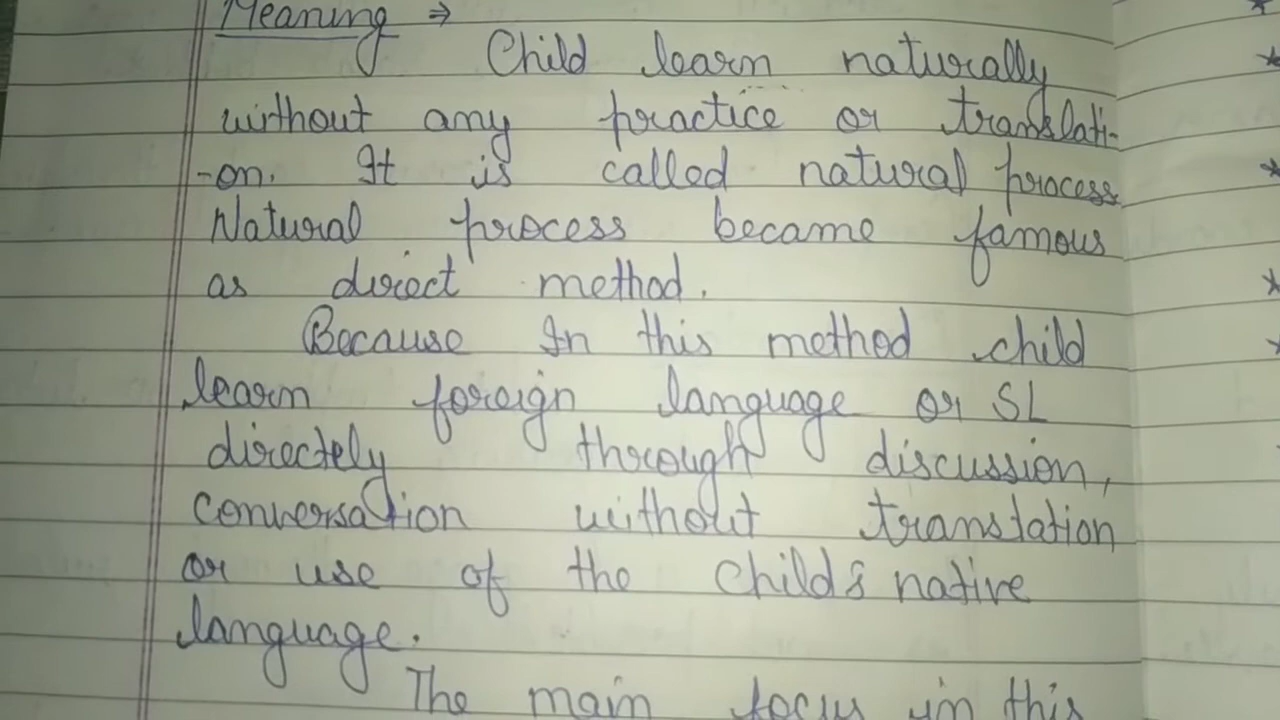 Meaning ⇒
Child learn naturally
without any practice or translati-
-on. It is called natural process
Natural process became famous
as direct method.
Because In this method child
learn foreign language or SL
directely through discussion,
conversation without translation
or use of the child's native
language.
The main focus in this